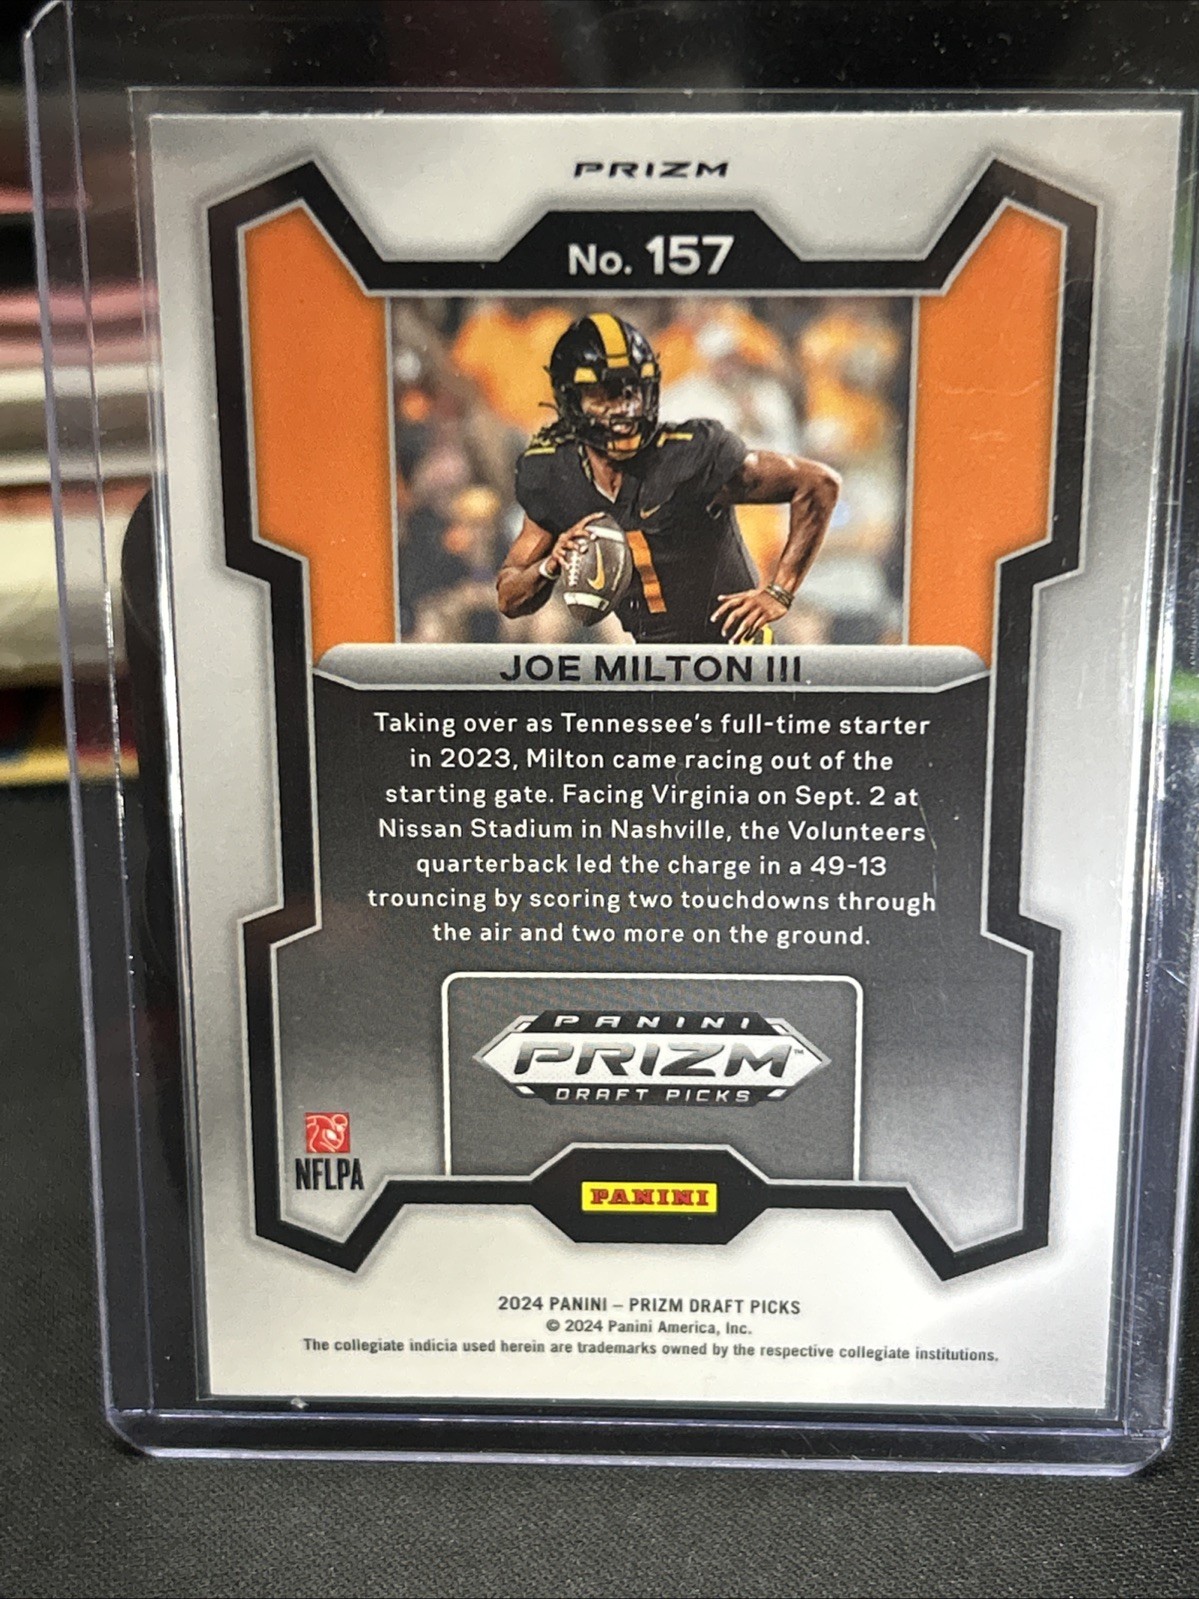 PRIZM
No. 157
1
JOE MILTON III
Taking over as Tennessee's full-time starter
in 2023, Milton came racing out of the
starting gate. Facing Virginia on Sept. 2 at
Nissan Stadium in Nashville, the Volunteers
quarterback led the charge in a 49-13
trouncing by scoring two touchdowns through
the air and two more on the ground.
PANINI
PRIZM™
DRAFT PICKS
NFLPA
PANINI
2024 PANINI – PRIZM DRAFT PICKS
© 2024 Panini America, Inc.
The collegiate indicia used herein are trademarks owned by the respective collegiate institutions.